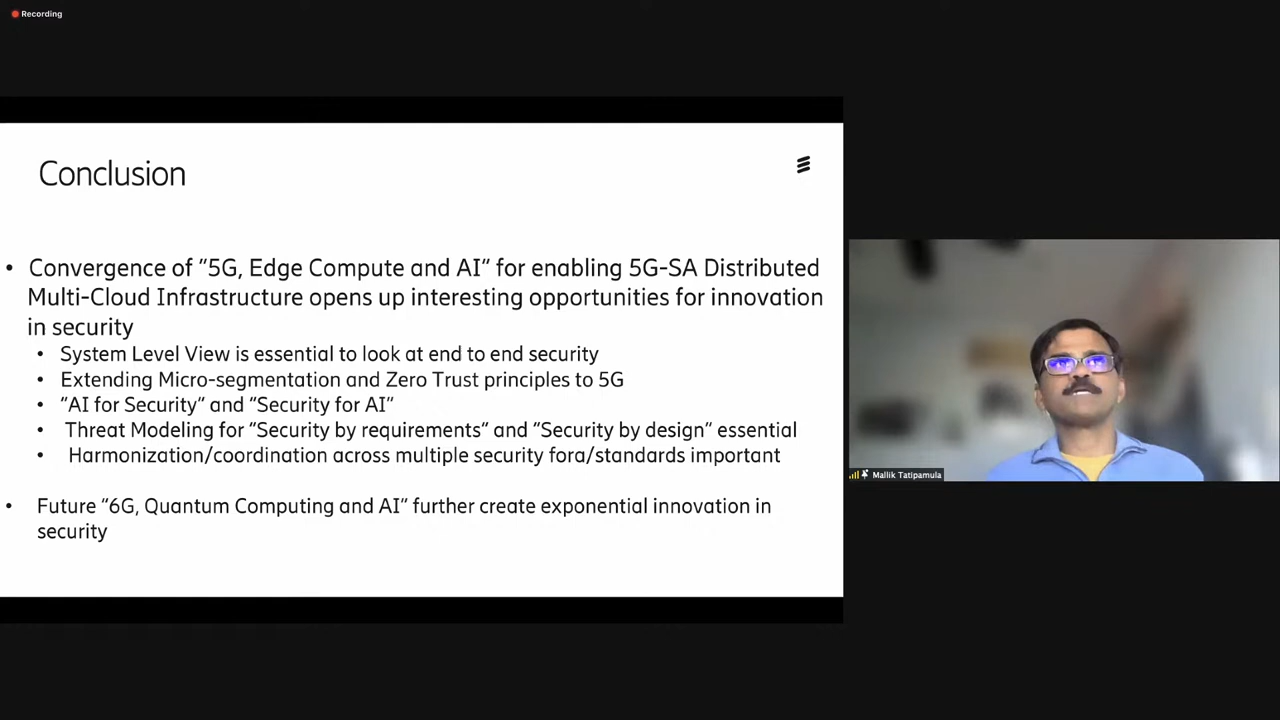 Recording
Conclusion
• Convergence of "5G, Edge Compute and AI" for enabling 5G-SA Distributed
Multi-Cloud Infrastructure opens up interesting opportunities for innovation
in security
• System Level View is essential to look at end to end security
• Extending Micro-segmentation and Zero Trust principles to 5G
• "AI for Security" and "Security for AI"
• Threat Modeling for "Security by requirements" and "Security by design" essential
• Harmonization/coordination across multiple security fora/standards important
• Future "6G, Quantum Computing and AI" further create exponential innovation in
security
Mallik Tatipamula